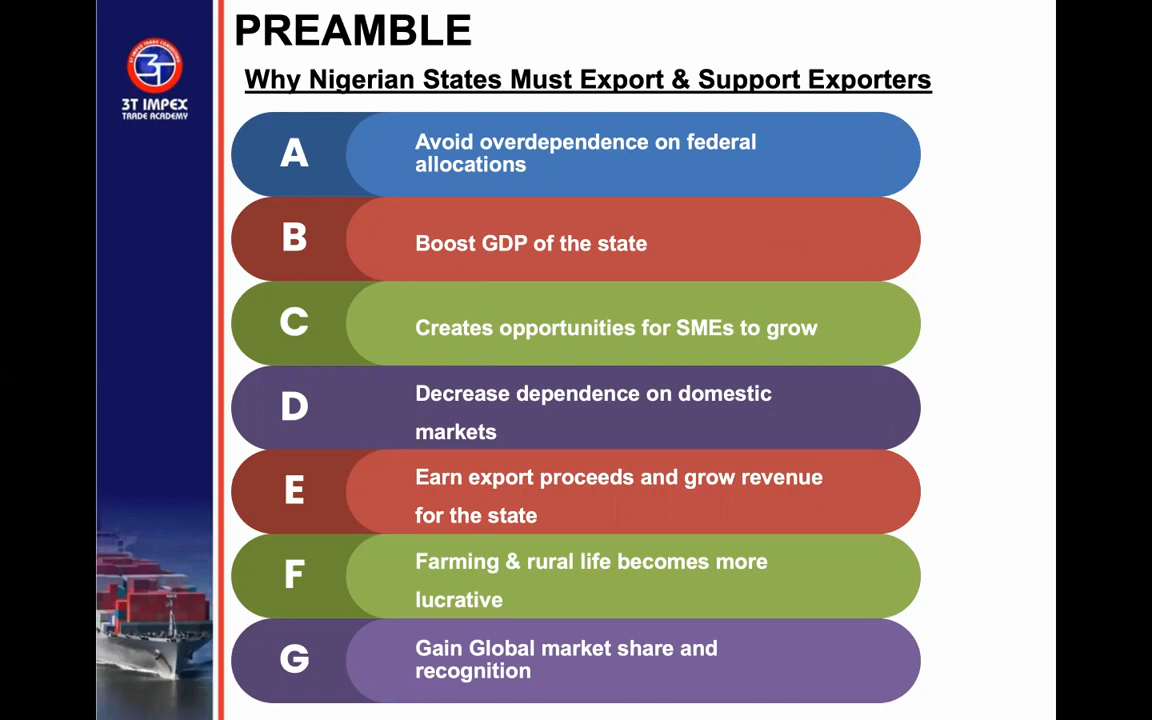 PREAMBLE
Why Nigerian States Must Export & Support Exporters
3T IMPEX
TRADE ACADEMY
A
Avoid overdependence on federal
allocations
B
Boost GDP of the state
C
Creates opportunities for SMEs to grow
D
Decrease dependence on domestic
markets
E
Earn export proceeds and grow revenue
for the state
F
Farming & rural life becomes more
lucrative
G
Gain Global market share and
recognition